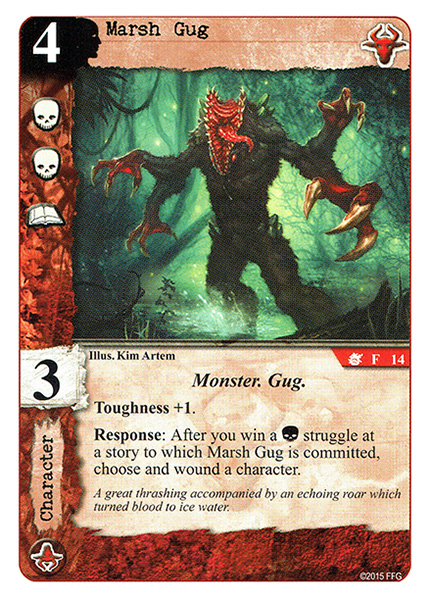 4
Marsh Gug
Illus. Kim Artem
F 14
3
Monster. Gug.
Toughness +1.
Response: After you win a struggle at
a story to which Marsh Gug is committed,
choose and wound a character.
A great thrashing accompanied by an echoing roar which
turned blood to ice water.
Character
©2015 FFG